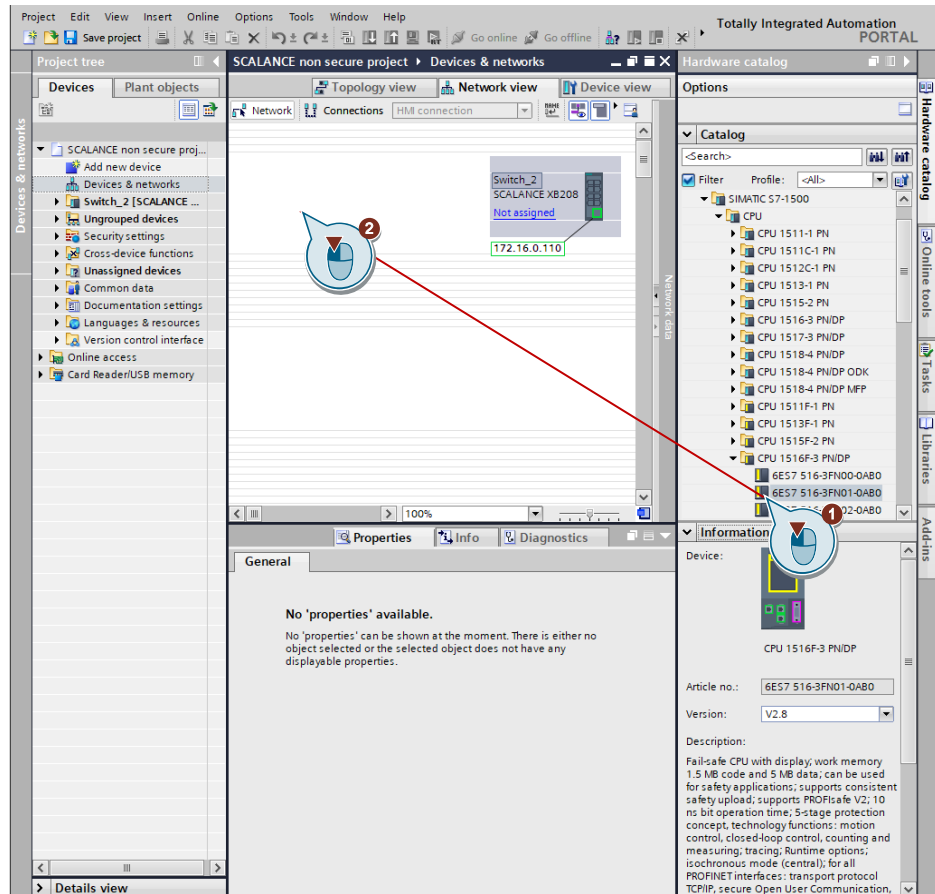 Project Edit View Insert Online Options Tools Window Help
Totally Integrated Automation
PORTAL
Save project
Go online
Go offline
Project tree
Devices
Plant objects
SCALANCE non secure proj...
Add new device
Devices & networks
Switch_2 [SCALANCE ...
Ungrouped devices
Security settings
Cross-device functions
Unassigned devices
Common data
Documentation settings
Languages & resources
Version control interface
Online access
Card Reader/USB memory
Details view
Devices & networks
SCALANCE non secure project Devices & networks
Topology view
Network view
Device view
Network
Connections
HMI connection
Switch_2
SCALANCE XB208
Not assigned
172.16.0.110
2
100%
Network data
Properties
Info
Diagnostics
General
No 'properties' available.
No 'properties' can be shown at the moment. There is either no
object selected or the selected object does not have any
displayable properties.
Hardware catalog
Options
Catalog
<Search>
Filter
Profile:
<All>
SIMATIC S7-1500
CPU
CPU 1511-1 PN
CPU 1511C-1 PN
CPU 1512C-1 PN
CPU 1513-1 PN
CPU 1515-2 PN
CPU 1516-3 PN/DP
CPU 1517-3 PN/DP
CPU 1518-4 PN/DP
CPU 1518-4 PN/DP ODK
CPU 1518-4 PN/DP MFP
CPU 1511F-1 PN
CPU 1513F-1 PN
CPU 1515F-2 PN
CPU 1516F-3 PN/DP
6ES7 516-3FN00-0AB0
6ES7 516-3FN01-0AB0
02-0AB0
1
Information
Device:
CPU 1516F-3 PN/DP
Article no.:
6ES7 516-3FN01-0AB0
Version:
V2.8
Description:
Fail-safe CPU with display; work memory
1.5 MB code and 5 MB data; can be used
for safety applications; supports consistent
safety upload; supports PROFIsafe V2; 10
ns bit operation time; 5-stage protection
concept, technology functions: motion
control, closed-loop control, counting and
measuring; tracing; Runtime options;
isochronous mode (central); for all
PROFINET interfaces: transport protocol
TCP/IP, secure Open User Communication,
Hardware catalog
Online tools
Tasks
Libraries
Add-ins